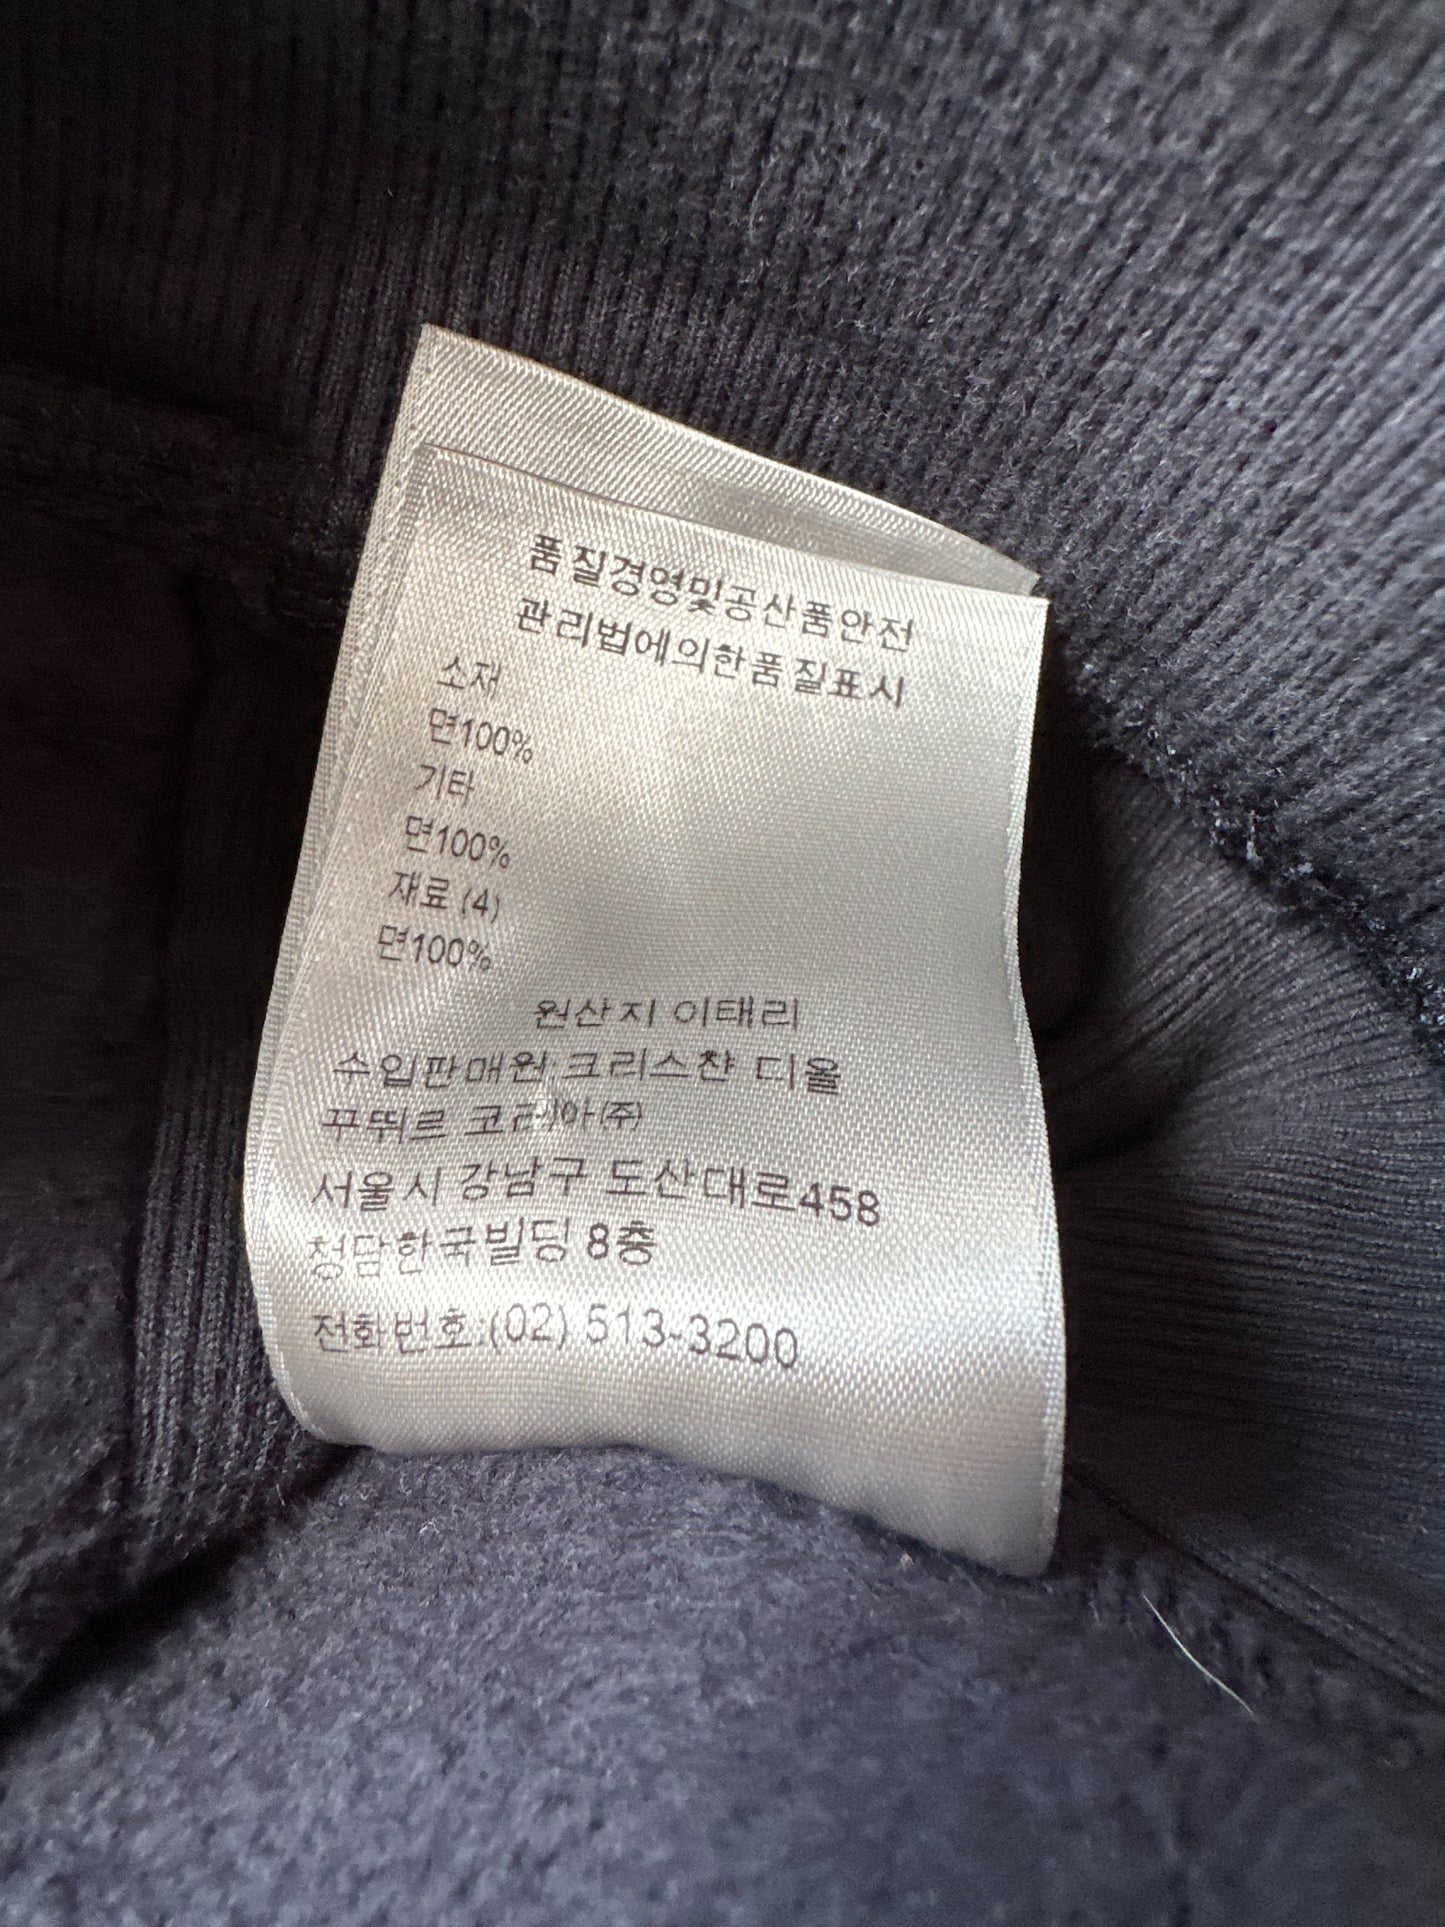 품질경영및공산품안전
관리법에의한품질표시
소재
면100%
기타
면100%
재료 (4)
면100%
원산지 이태리
수입판매원:크리스챤 디올
꾸뛰르 코리아(주)
서울시 강남구 도산대로458
청담한국빌딩 8층
전화번호:(02) 513-3200